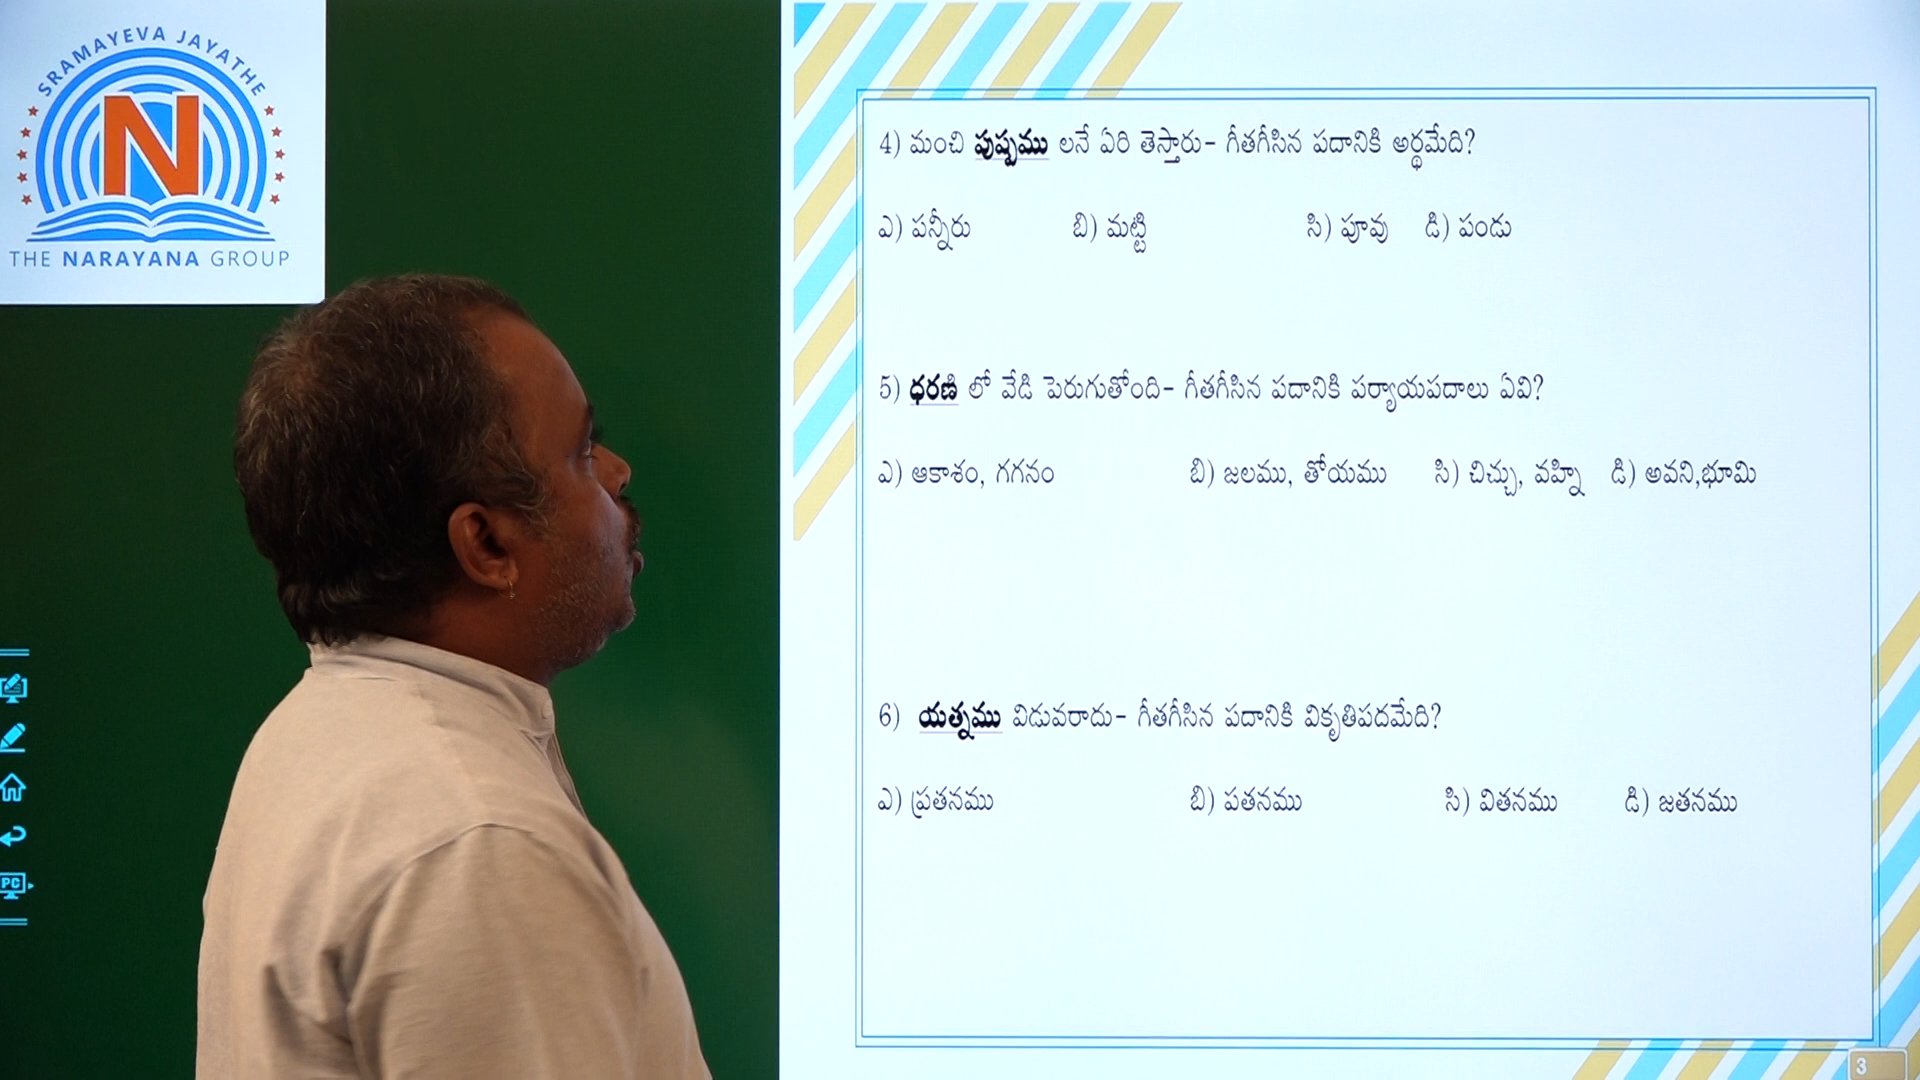 SRAMAYEVA JAYATHE
N
THE NARAYANA GROUP
4) మంచి పుష్పము లనే ఏరి తెస్తారు- గీతగీసిన పదానికి అర్థమేది?
ఎ) పన్నీరు బి) మట్టి సి) పూవు డి) పండు
5) ధరణి లో వేడి పెరుగుతోంది- గీతగీసిన పదానికి పర్యాయపదాలు ఏవి?
ఎ) ఆకాశం, గగనం బి) జలము, తోయము సి) చిచ్చు, వహ్ని డి) అవని,భూమి
6) యత్నము విడువరాదు- గీతగీసిన పదానికి వికృతిపదమేది?
ఎ) ప్రతనము బి) పతనము సి) వితనము డి) జతనము
PC
3